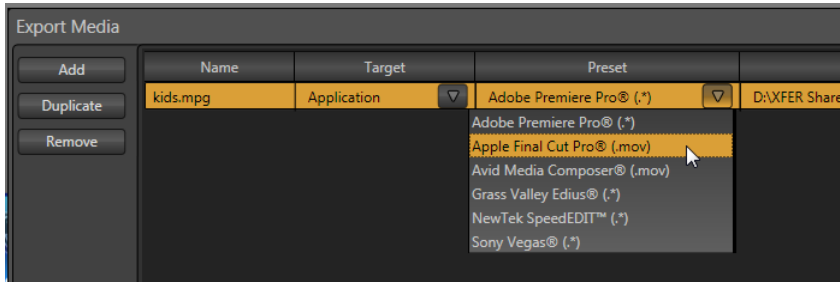 Export Media
Add
Duplicate
Remove
Name Target Preset
kids.mpg Application Adobe Premiere Pro® (.*) D:\XFER Share
Adobe Premiere Pro® (.*)
Apple Final Cut Pro® (.mov)
Avid Media Composer® (.mov)
Grass Valley Edius® (.*)
NewTek SpeedEDIT™ (.*)
Sony Vegas® (.*)